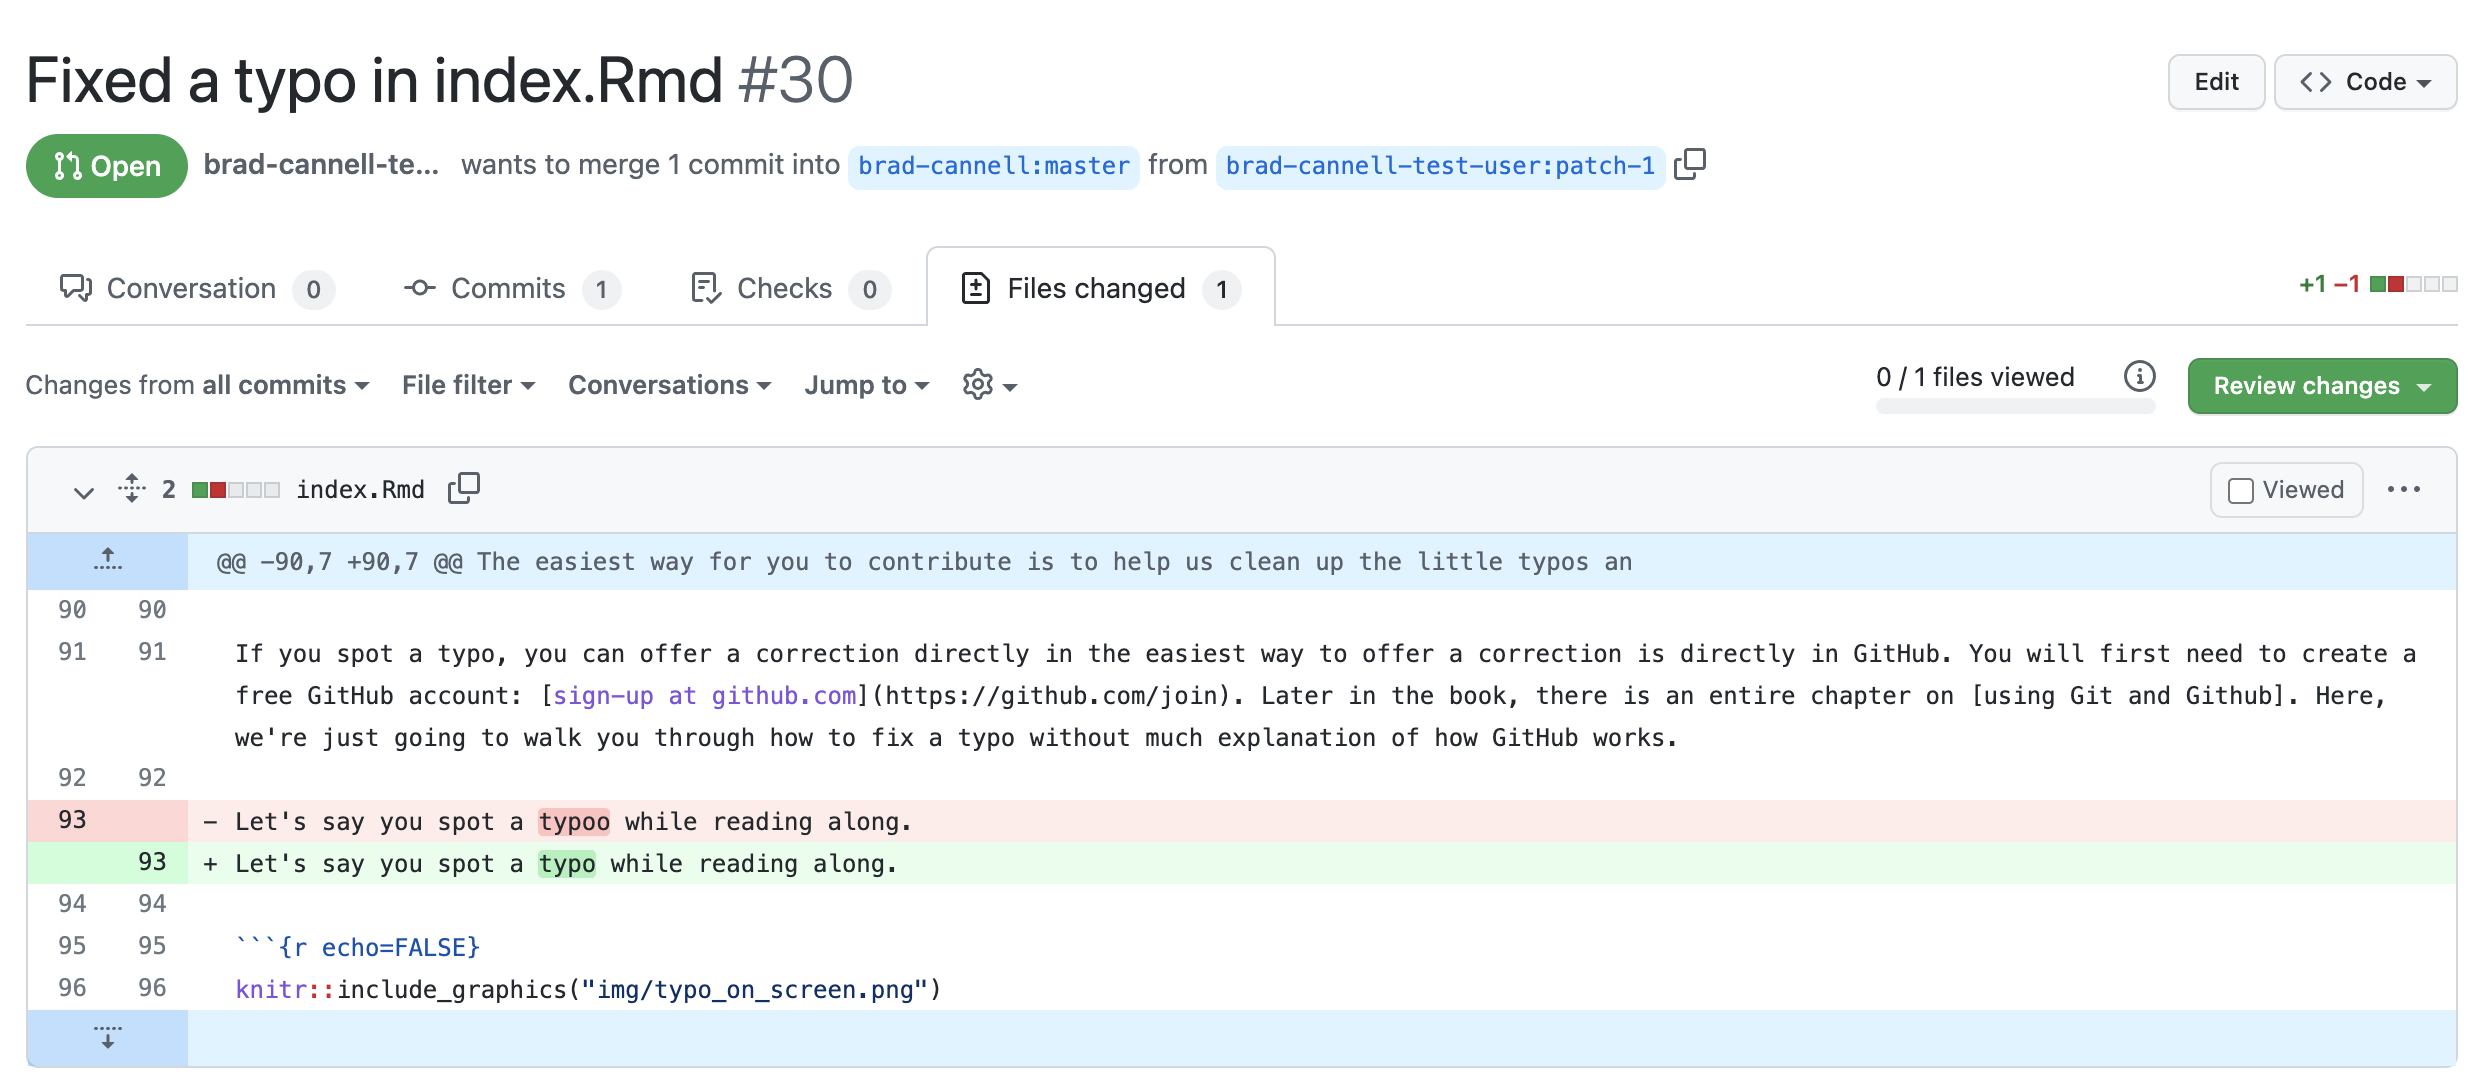 Fixed a typo in index.Rmd #30
Edit
Code
Open
brad-cannell-te... wants to merge 1 commit into brad-cannell:master from brad-cannell-test-user:patch-1
Conversation 0
Commits 1
Checks 0
Files changed 1
+1 −1
Changes from all commits
File filter
Conversations
Jump to
0 / 1 files viewed
Review changes
2 index.Rmd
Viewed
@@ -90,7 +90,7 @@ The easiest way for you to contribute is to help us clean up the little typos an
90 90
91 91 If you spot a typo, you can offer a correction directly in the easiest way to offer a correction is directly in GitHub. You will first need to create a
free GitHub account: [sign-up at github.com](https://github.com/join). Later in the book, there is an entire chapter on [using Git and Github]. Here,
we're just going to walk you through how to fix a typo without much explanation of how GitHub works.
92 92
93 - Let's say you spot a typoo while reading along.
93 + Let's say you spot a typo while reading along.
94 94
95 95 ```{r echo=FALSE}
96 96 knitr::include_graphics("img/typo_on_screen.png")